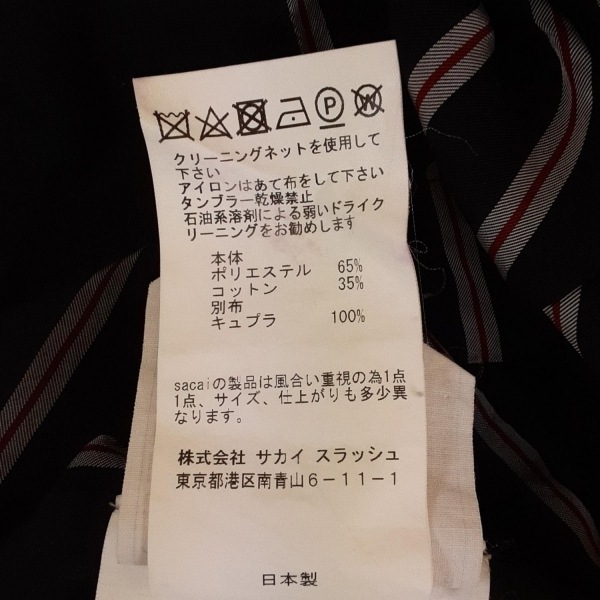 P W
クリーニングネットを使用して
下さい
アイロンはあて布をして下さい
タンブラー乾燥禁止
石油系溶剤による弱いドライク
リーニングをお勧めします
本体
ポリエステル 65%
コットン 35%
別布
キュプラ 100%
sacaiの製品は風合い重視の為1点
1点、サイズ、仕上がりも多少異
なります。
株式会社 サカイ スラッシュ
東京都港区南青山6-11-1
日本製